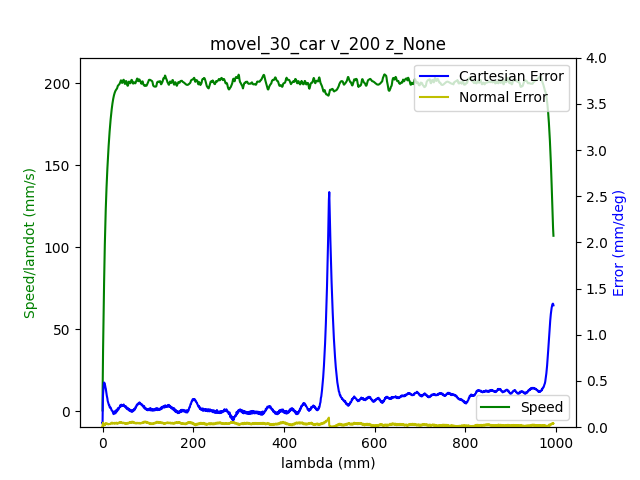 movel_30_car v_200 z_None
Cartesian Error
Normal Error
Speed
Speed/lamdot (mm/s)
200
150
100
50
0
Error (mm/deg)
4.0
3.5
3.0
2.5
2.0
1.5
1.0
0.5
0.0
0 200 400 600 800 1000
lambda (mm)